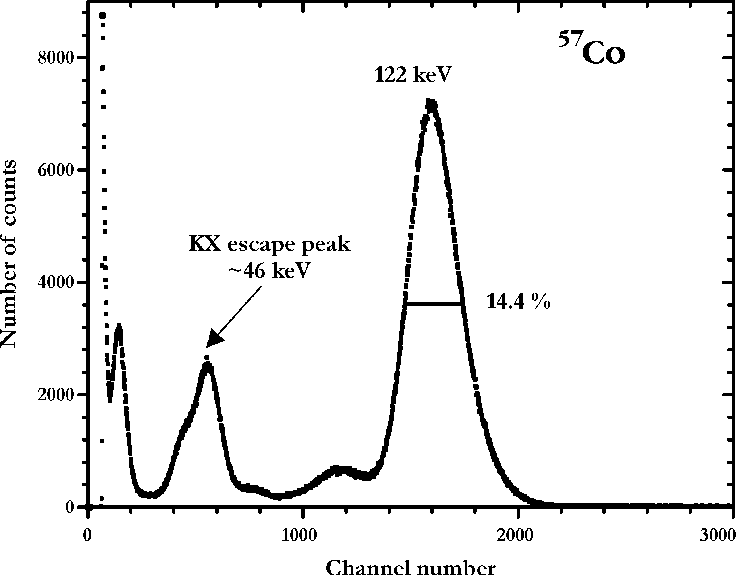 ⁵⁷Co
122 keV
8000
6000
KX escape peak
~46 keV
4000
14.4 %
2000
0
Number of counts
0 1000 2000 3000
Channel number